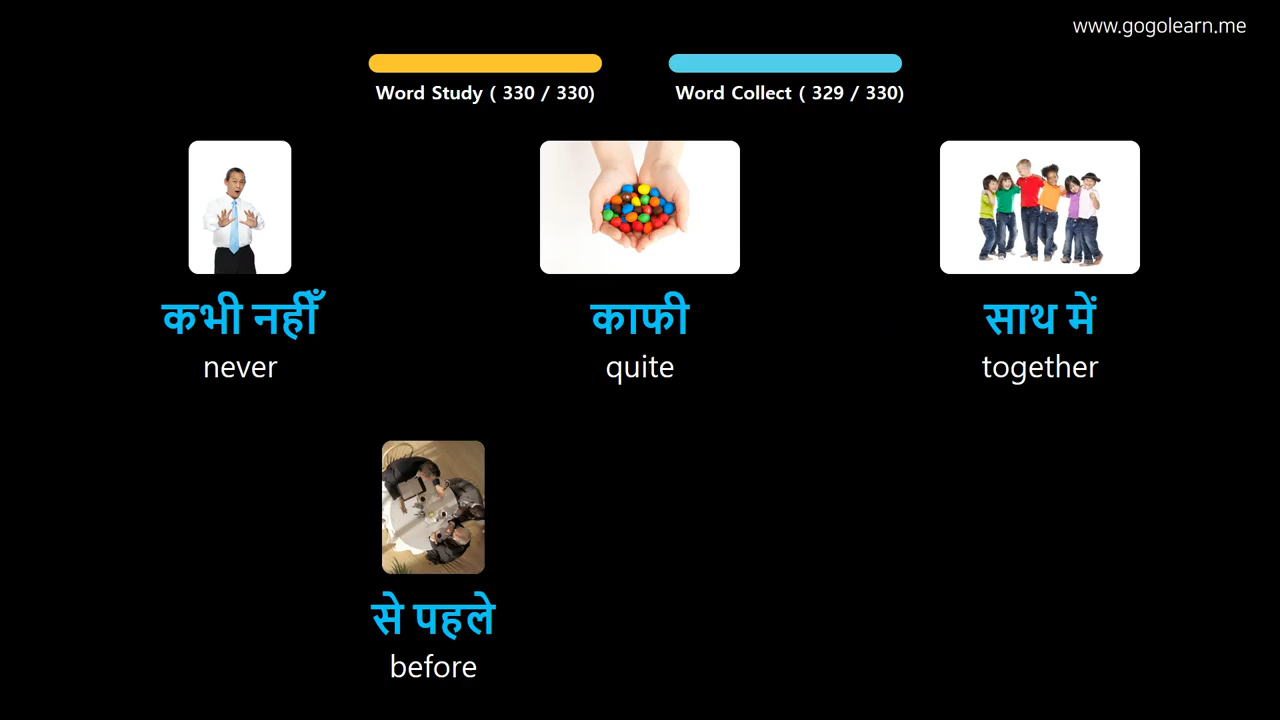 www.gogolearn.me
Word Study ( 330 / 330)
Word Collect ( 329 / 330)
कभी नहीँ
never
काफी
quite
साथ में
together
से पहले
before